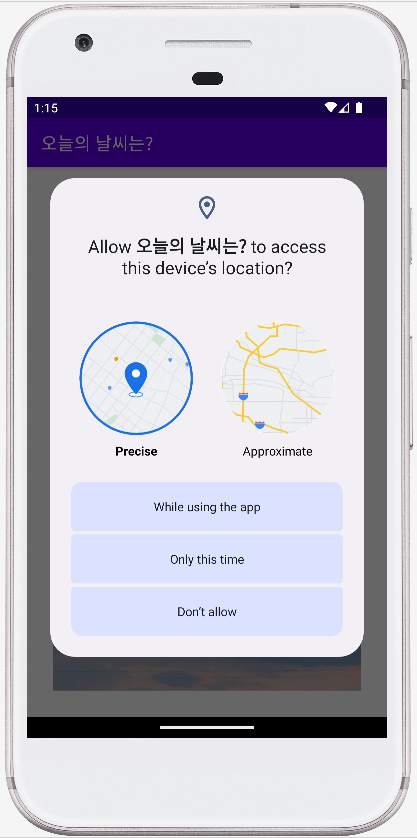 1:15
오늘의 날씨는?
Allow 오늘의 날씨는? to access
this device's location?
Precise
Approximate
While using the app
Only this time
Don't allow